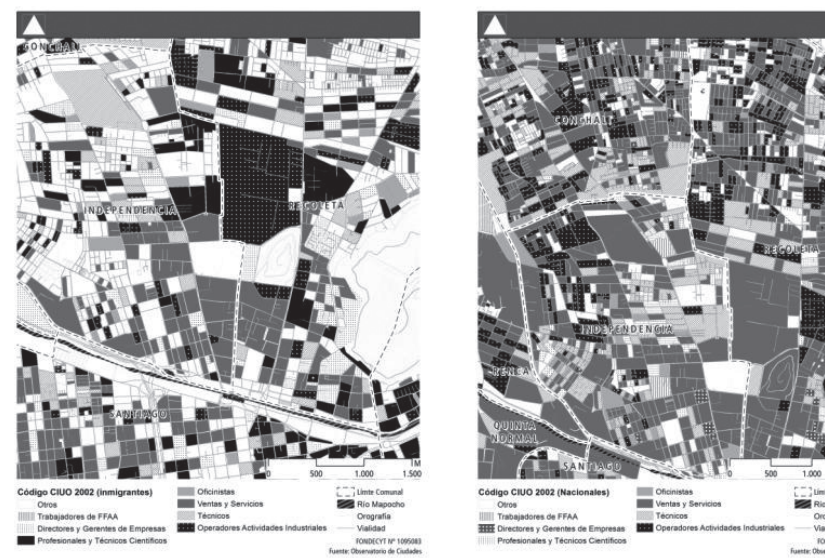 CONCHALÍ
INDEPENDENCIA
RECOLETA
SANTIAGO
0 500 1.000 1.500
Código CIUO 2002 (inmigrantes)
Otros
Trabajadores de FFAA
Directores y Gerentes de Empresas
Profesionales y Técnicos Científicos
Oficinistas
Ventas y Servicios
Técnicos
Operadores Actividades Industriales
Límte Comunal
Río Mapocho
Orografía
Vialidad
FONDECYT Nº 1095083
Fuente: Observatorio de Ciudades
CONCHALÍ
RECOLETA
INDEPENDENCIA
RENCA
QUINTA
NORMAL
SANTIAGO
0 500 1.000
Código CIUO 2002 (Nacionales)
Otros
Trabajadores de FFAA
Directores y Gerentes de Empresas
Profesionales y Técnicos Científicos
Oficinistas
Ventas y Servicios
Técnicos
Operadores Actividades Industriales